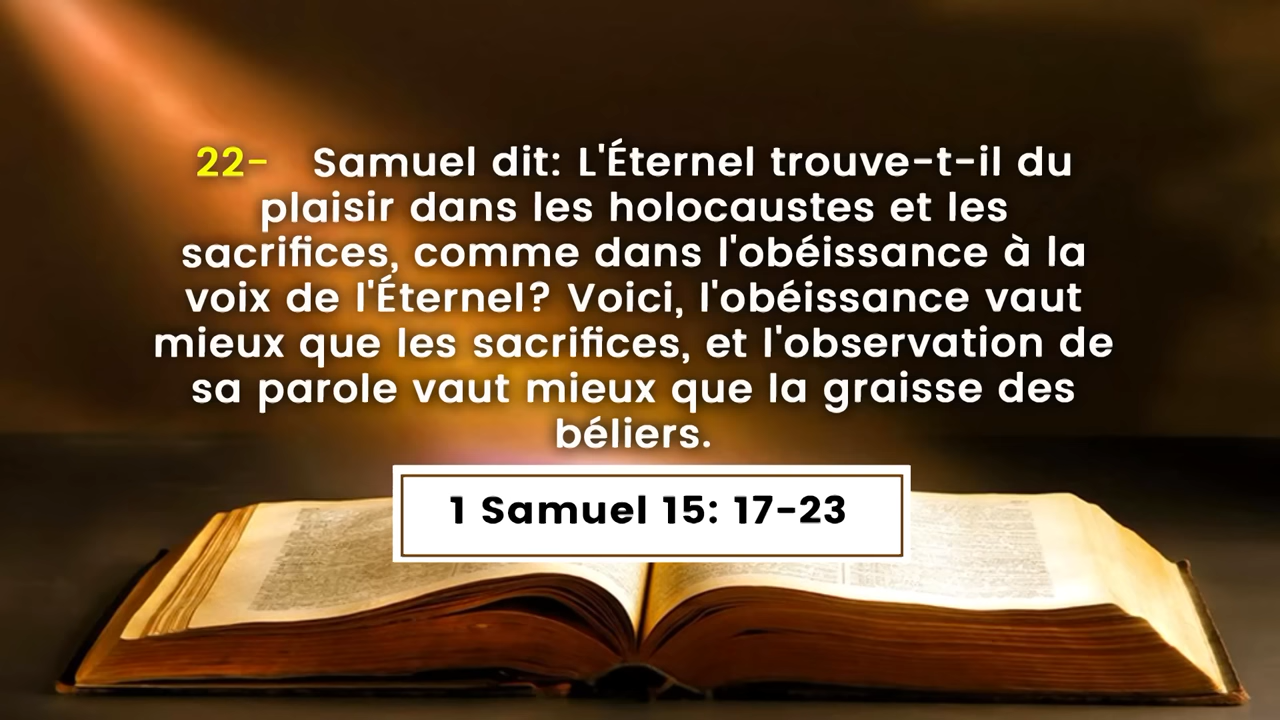 22- Samuel dit: L'Éternel trouve-t-il du
plaisir dans les holocaustes et les
sacrifices, comme dans l'obéissance à la
voix de l'Éternel? Voici, l'obéissance vaut
mieux que les sacrifices, et l'observation de
sa parole vaut mieux que la graisse des
béliers.
1 Samuel 15: 17-23